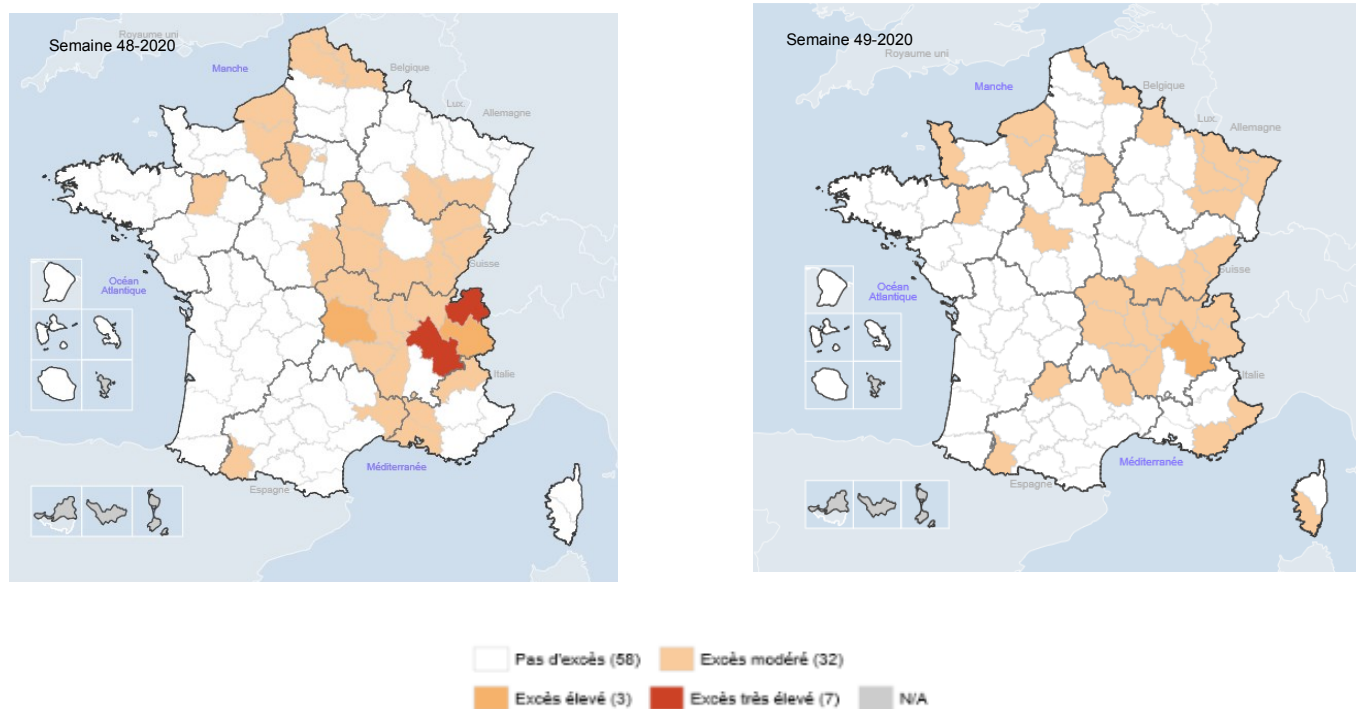 Semaine 48-2020
Royaume uni
Manche
Belgique
Lux.
Allemagne
Suisse
Océan
Atlantique
Italie
Méditerranée
Espagne
Semaine 49-2020
Royaume uni
Manche
Belgique
Lux.
Allemagne
Suisse
Océan
Atlantique
Italie
Méditerranée
Espagne
Pas d'excès (58) Excès modéré (32)
Excès élevé (3) Excès très élevé (7) N/A